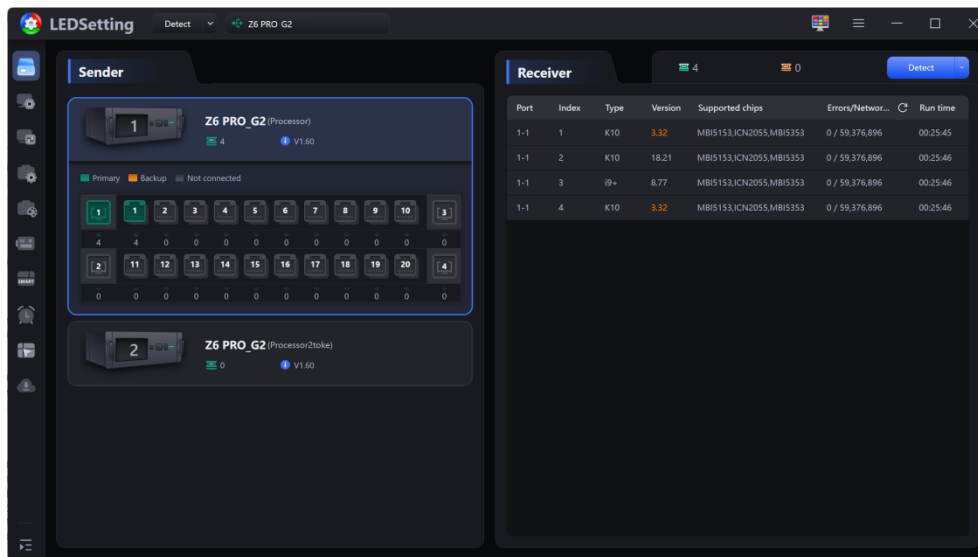 LEDSetting Detect Z6 PRO G2
Sender
1 Z6 PRO_G2 (Processor)
4 V1.60
Primary Backup Not connected
1 1 2 3 4 5 6 7 8 9 10 3
4 4 0 0 0 0 0 0 0 0 0 0
2 11 12 13 14 15 16 17 18 19 20 4
0 0 0 0 0 0 0 0 0 0 0 0
2 Z6 PRO_G2 (Processor2toke)
0 V1.60
Receiver 4 0 Detect
Port Index Type Version Supported chips Errors/Networ... Run time
1-1 1 K10 3.32 MBI5153,ICN2055,MBI5353 0 / 59,376,896 00:25:45
1-1 2 K10 18.21 MBI5153,ICN2055,MBI5353 0 / 59,376,896 00:25:46
1-1 3 i9+ 8.77 MBI5153,ICN2055,MBI5353 0 / 59,376,896 00:25:46
1-1 4 K10 3.32 MBI5153,ICN2055,MBI5353 0 / 59,376,896 00:25:46
SMART